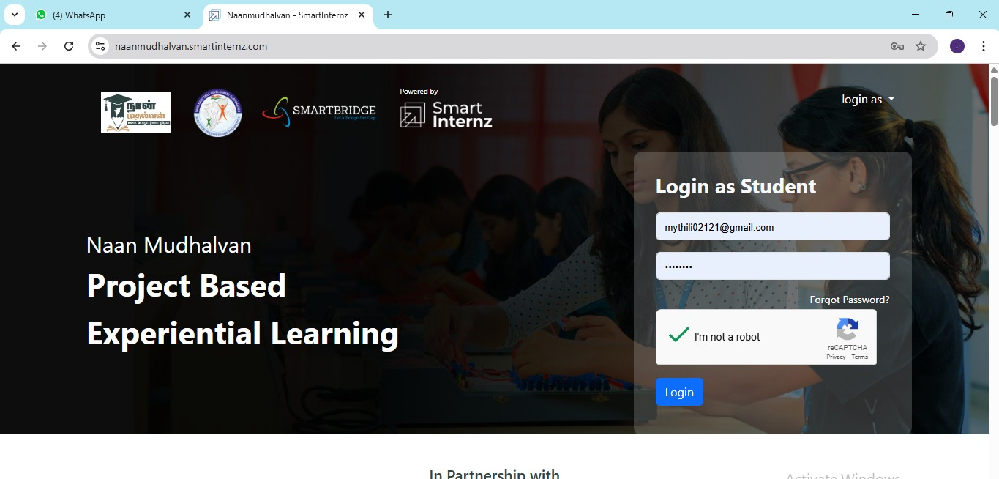 (4) WhatsApp
Naanmudhalvan - SmartInternz
naanmudhalvan.smartinternz.com
நான்
முதல்வன்
SMARTBRIDGE
Let's Bridge the Gap
Powered by
Smart
Internz
login as
Login as Student
mythili02121@gmail.com
••••••••
Forgot Password?
I'm not a robot
reCAPTCHA
Privacy - Terms
Login
Naan Mudhalvan
Project Based
Experiential Learning
In Partnership with
Activate Windows